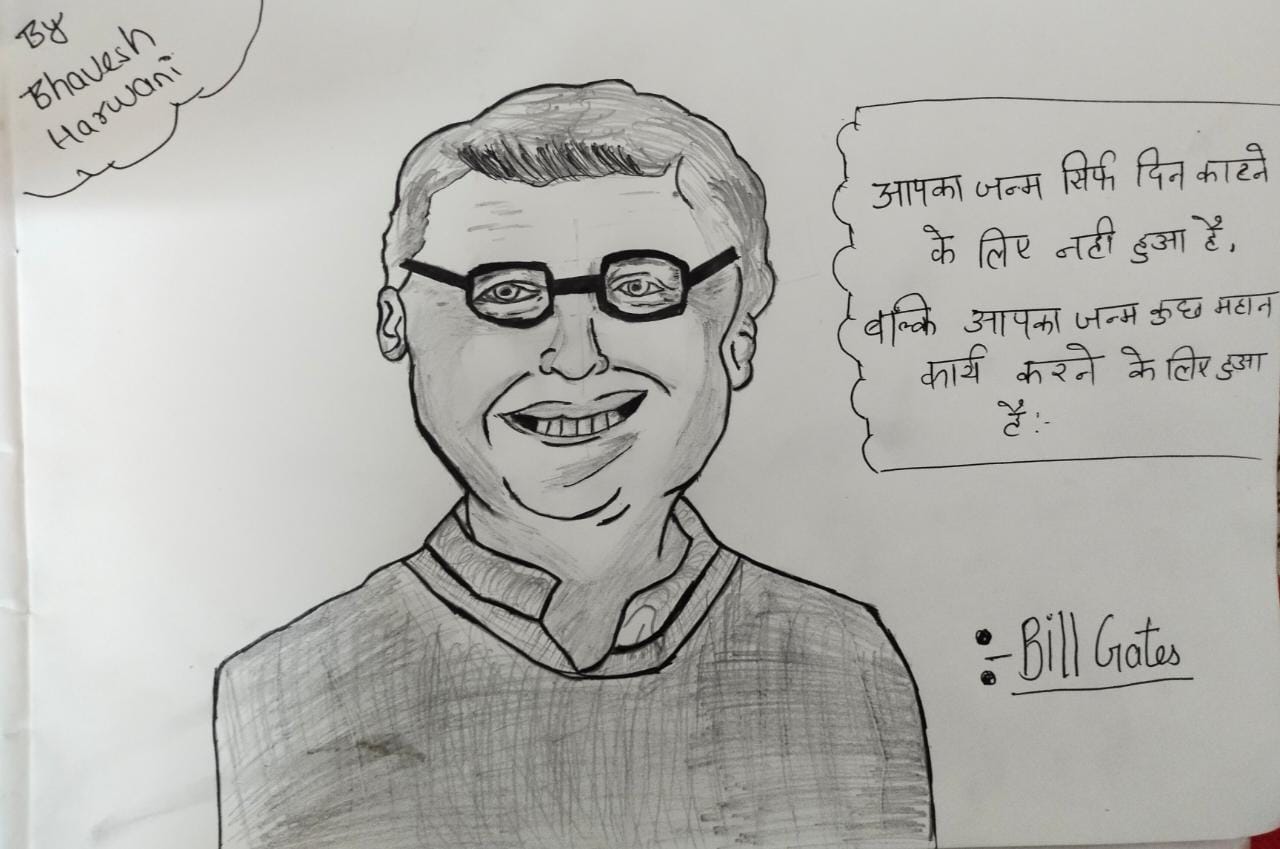 By
Bhavesh
Harwani
आपका जन्म सिर्फ दिन काटने
के लिए नही हुआ है,
बल्कि आपका जन्म कुछ महान
कार्य करने के लिए हुआ
है :-
:- Bill Gates